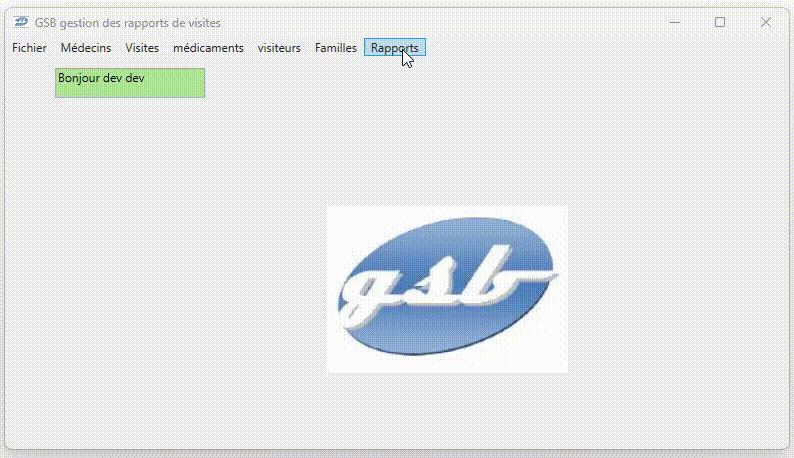 GSB gestion des rapports de visites
Fichier Médecins Visites médicaments visiteurs Familles Rapports
Bonjour dev dev
gsb